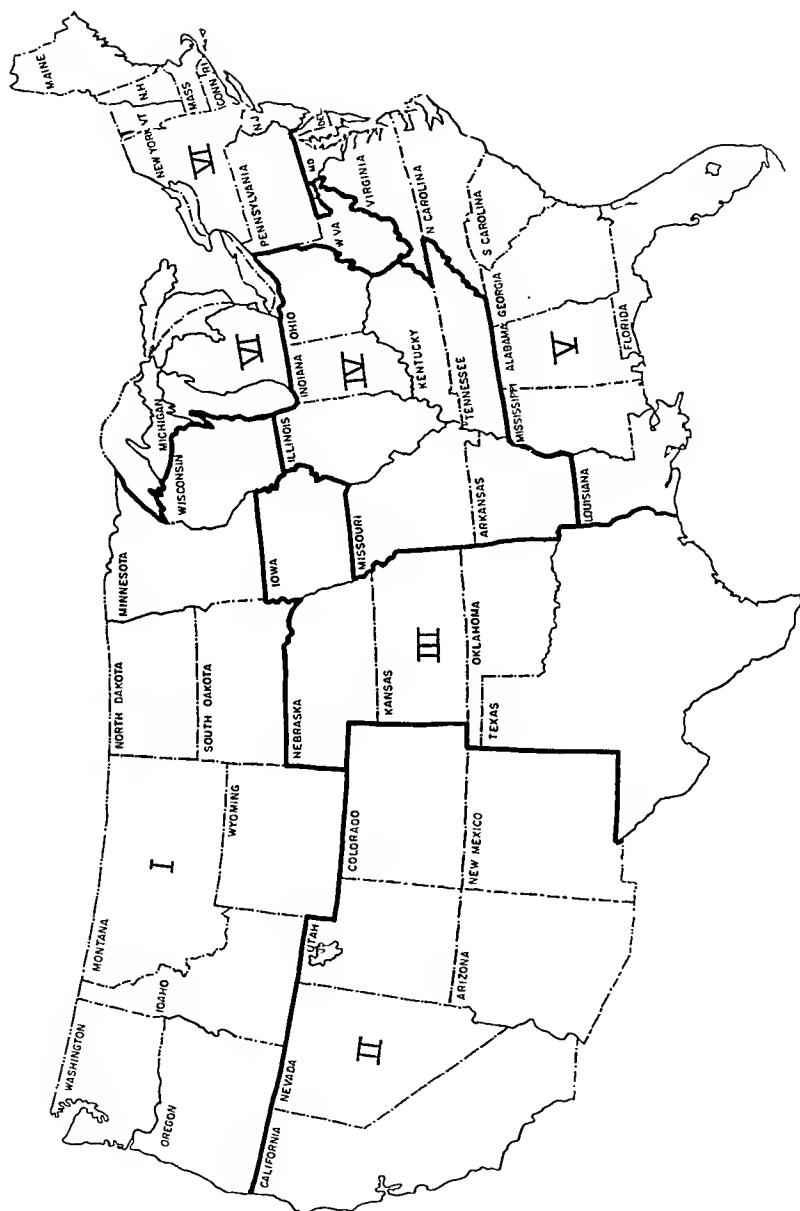 WASHINGTON
OREGON
CALIFORNIA
NEVADA
IDAHO
MONTANA
WYOMING
UTAH
ARIZONA
COLORADO
NEW MEXICO
NORTH DAKOTA
SOUTH DAKOTA
NEBRASKA
KANSAS
OKLAHOMA
TEXAS
MINNESOTA
IOWA
MISSOURI
ARKANSAS
LOUISIANA
WISCONSIN
MICHIGAN
ILLINOIS
INDIANA
OHIO
KENTUCKY
TENNESSEE
MISSISSIPPI
ALABAMA
GEORGIA
FLORIDA
S CAROLINA
N CAROLINA
VIRGINIA
W VA
MD
DEL
PENNSYLVANIA
N J
NEW YORK
VT
N.H
MAINE
MASS
RI
CONN
I
II
III
IV
V
VI
VI